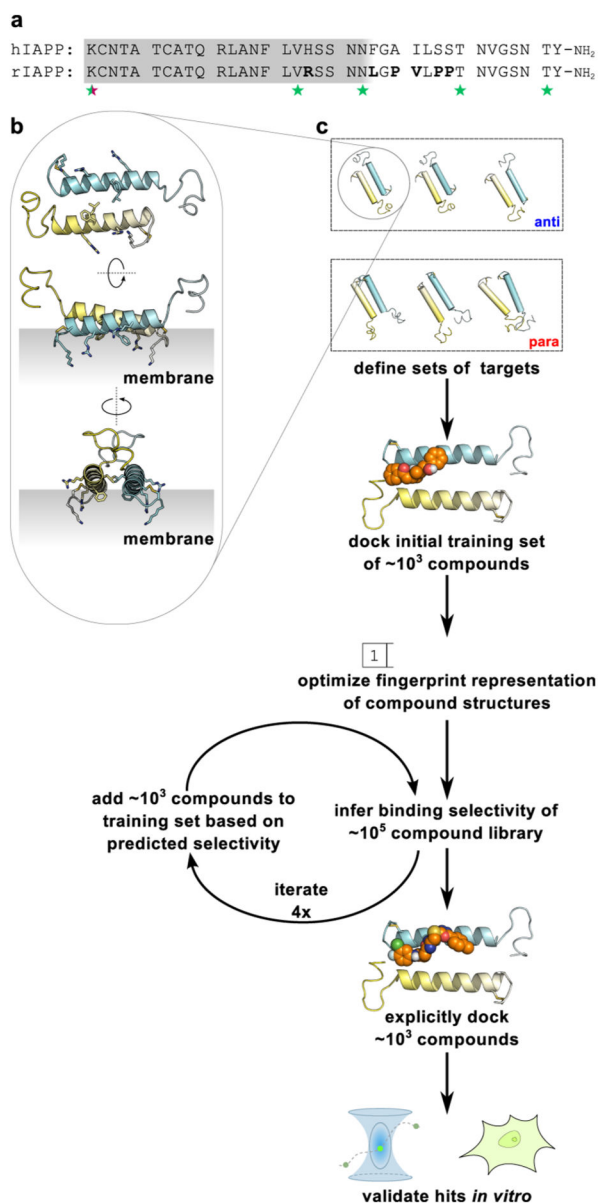 a
hIAPP: KCNTA TCATQ RLANF LVHSS NNFGA ILSST NVGSN TY-NH2
rIAPP: KCNTA TCATQ RLANF LVRSS NNLGP VLPPT NVGSN TY-NH2
b
membrane
membrane
c
anti
para
define sets of targets
dock initial training set
of ~10³ compounds
1
optimize fingerprint representation
of compound structures
add ~10³ compounds to
training set based on
predicted selectivity
infer binding selectivity of
~10⁵ compound library
iterate
4x
explicitly dock
~10³ compounds
validate hits in vitro